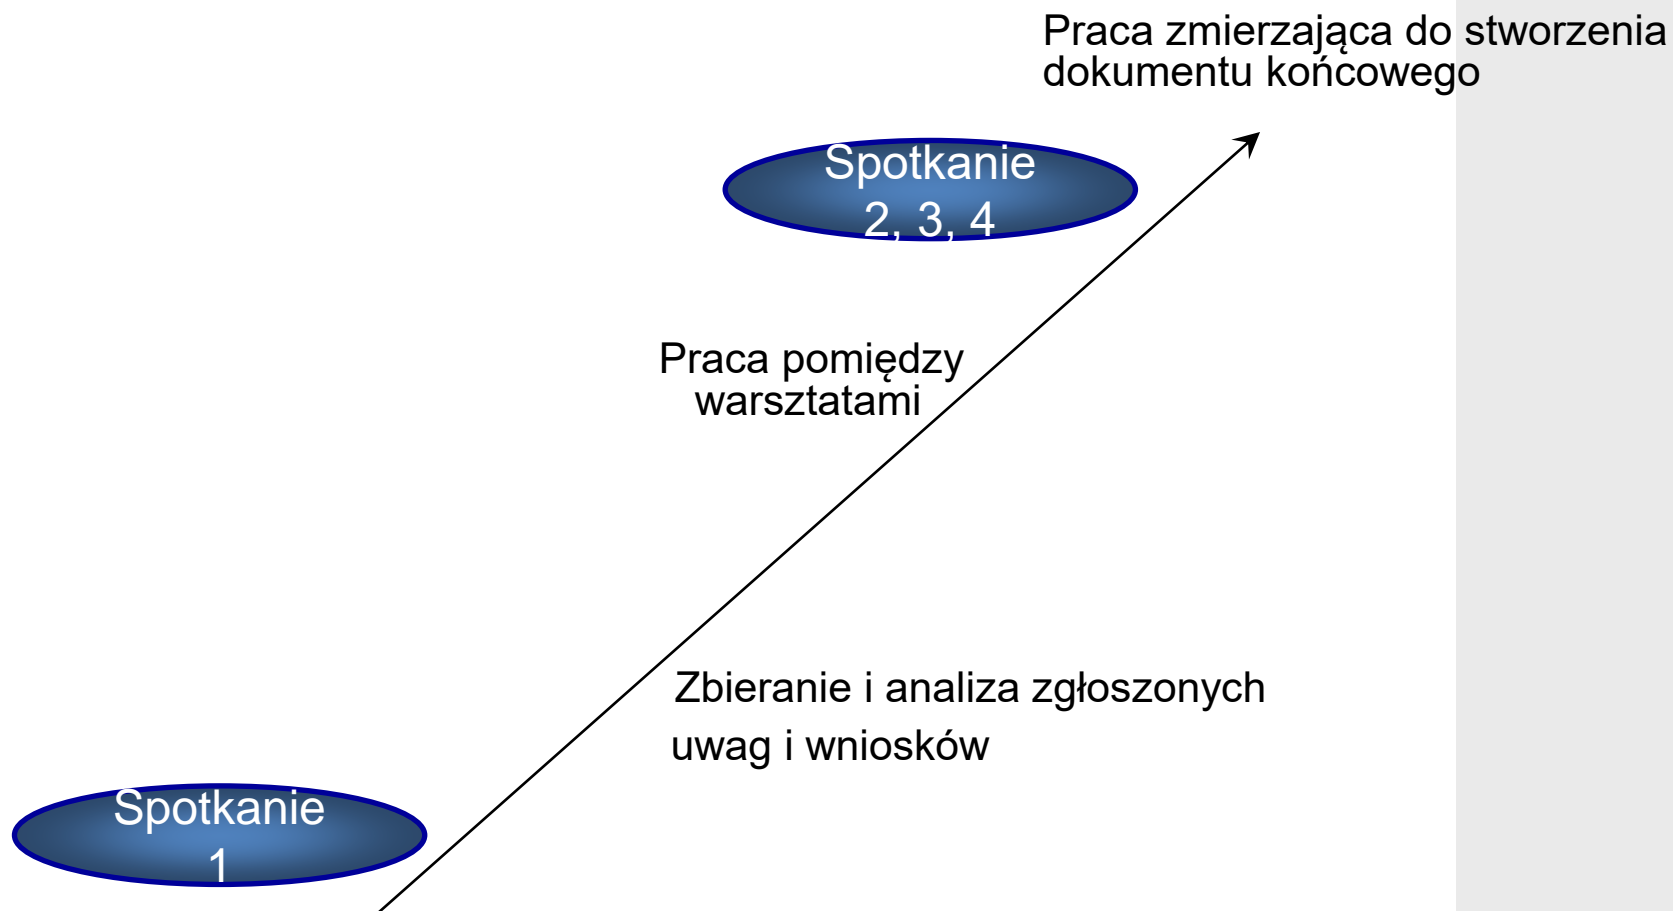 Praca zmierzająca do stworzenia
dokumentu końcowego
Spotkanie
2, 3, 4
Praca pomiędzy
warsztatami
Zbieranie i analiza zgłoszonych
uwag i wniosków
Spotkanie
1